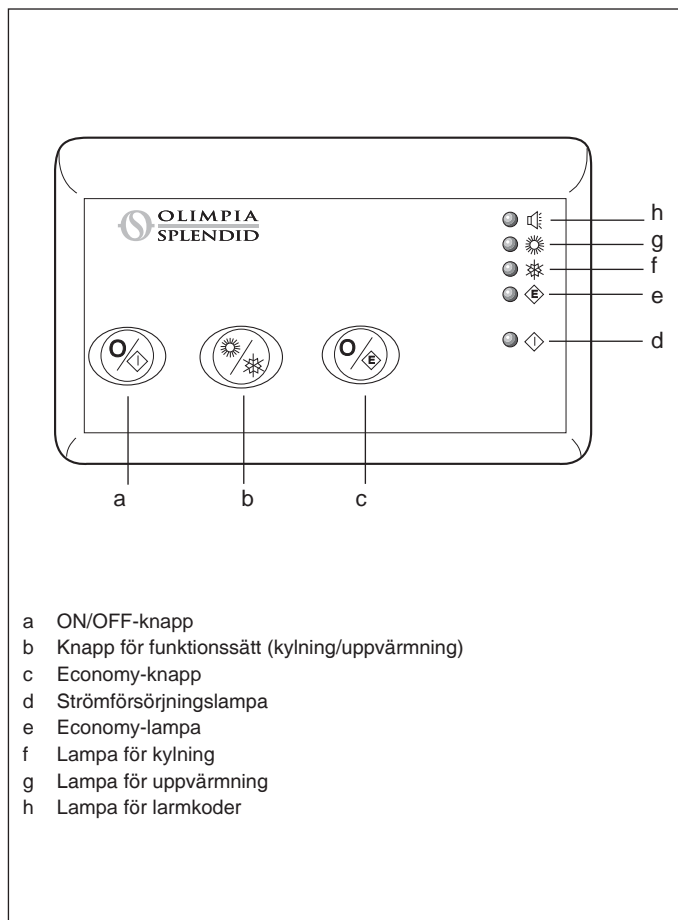 OLIMPIA
SPLENDID
h
g
f
E
e
d
O
I
O
E
I
a
b
c
a ON/OFF-knapp
b Knapp för funktionssätt (kylning/uppvärmning)
c Economy-knapp
d Strömförsörjningslampa
e Economy-lampa
f Lampa för kylning
g Lampa för uppvärmning
h Lampa för larmkoder